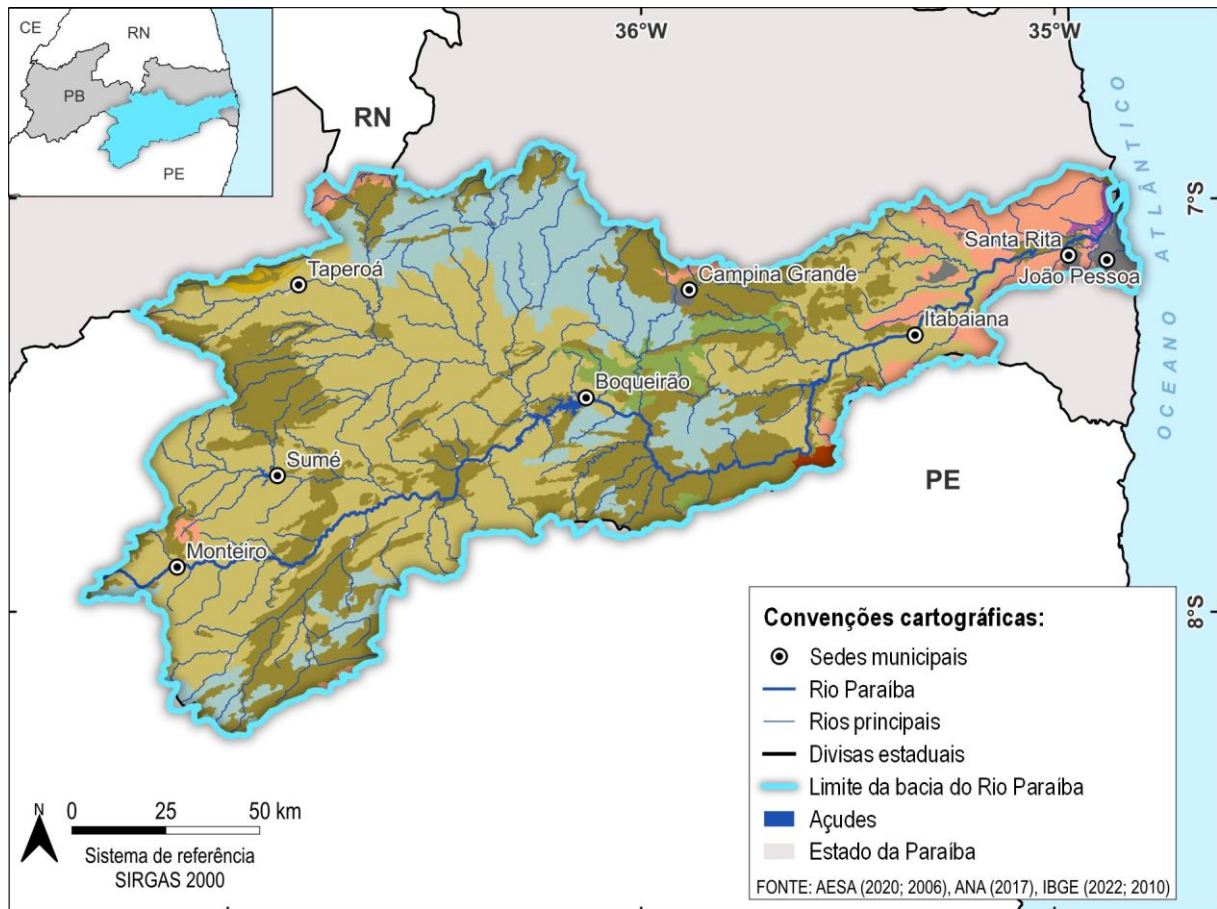 CE
RN
PB
PE
36°W
35°W
RN
OCEANO ATLÂNTICO
7°S
Santa Rita
João Pessoa
Taperoá
Campina Grande
Itabaiana
Boqueirão
Sumé
PE
Monteiro
8°S
Convenções cartográficas:
Sedes municipais
Rio Paraíba
Rios principais
Divisas estaduais
Limite da bacia do Rio Paraíba
Açudes
Estado da Paraíba
FONTE: AESA (2020; 2006), ANA (2017), IBGE (2022; 2010)
N
0 25 50 km
Sistema de referência
SIRGAS 2000